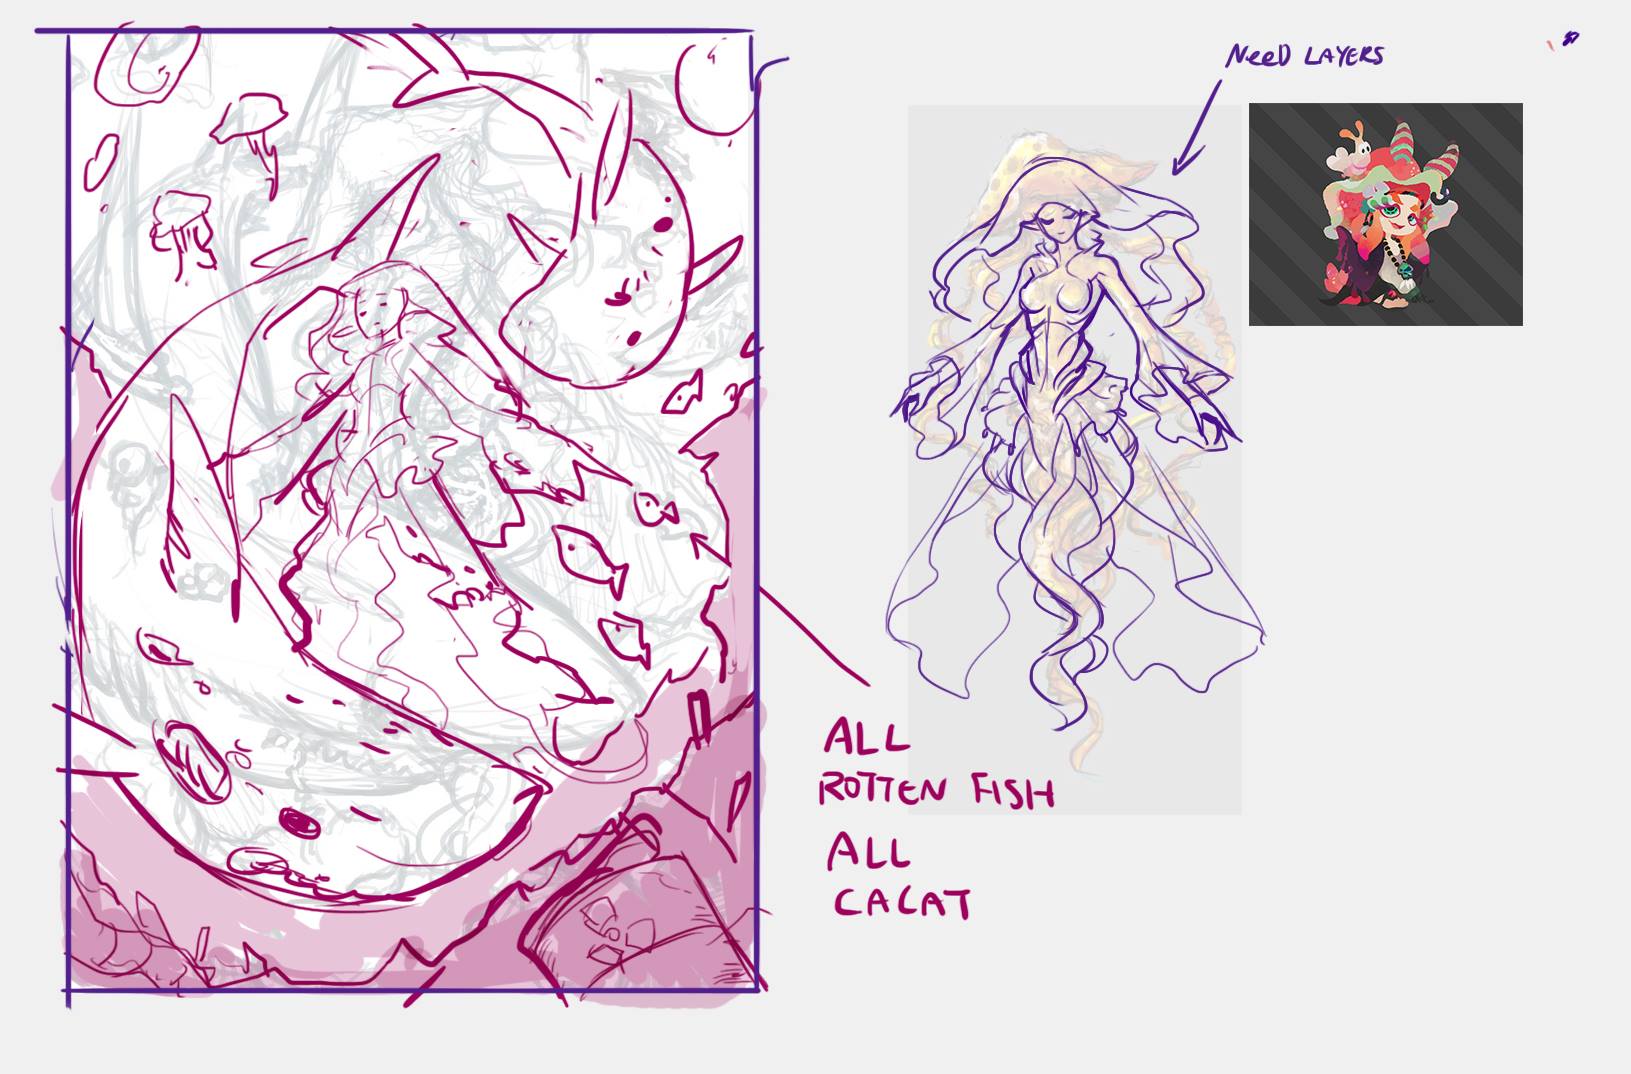 NeeD LAYERS
ALL
ROTTEN FISH
ALL
CACAT